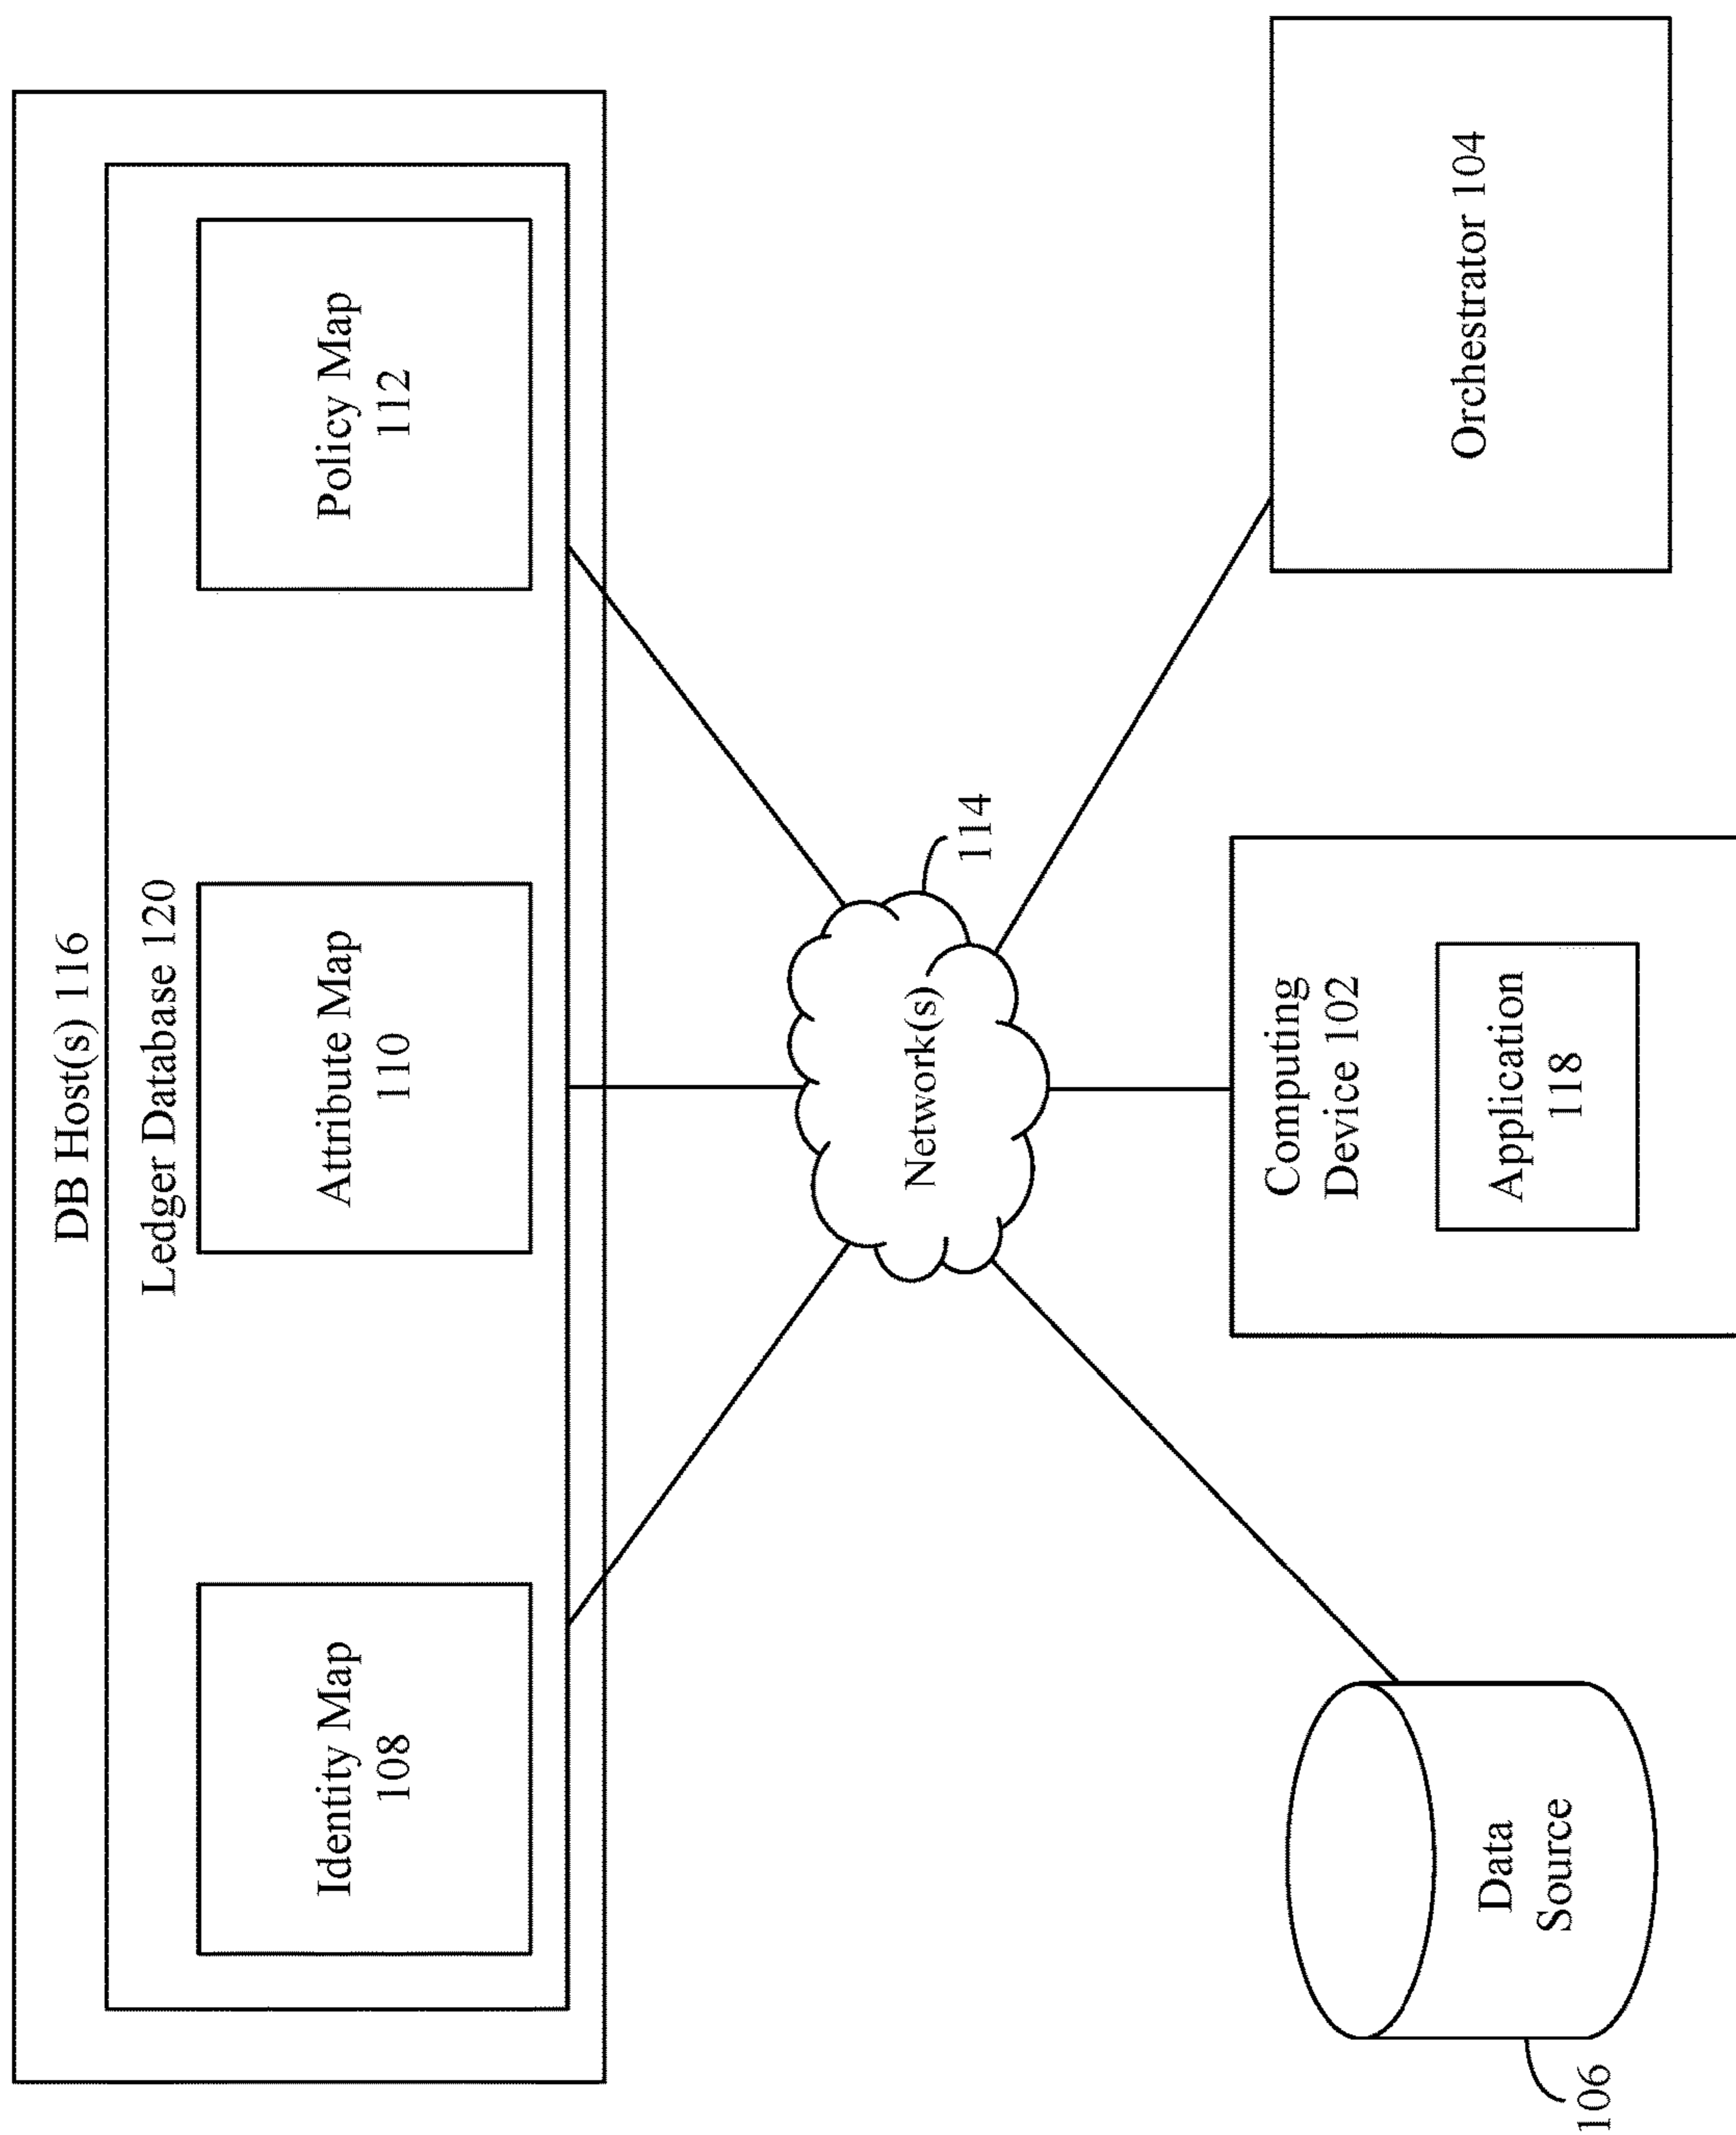 DB Host(s) 116
Ledger Database 120
Identity Map
108
Attribute Map
110
Policy Map
112
Network(s)
114
106
Data
Source
Computing
Device 102
Application
118
Orchestrator 104